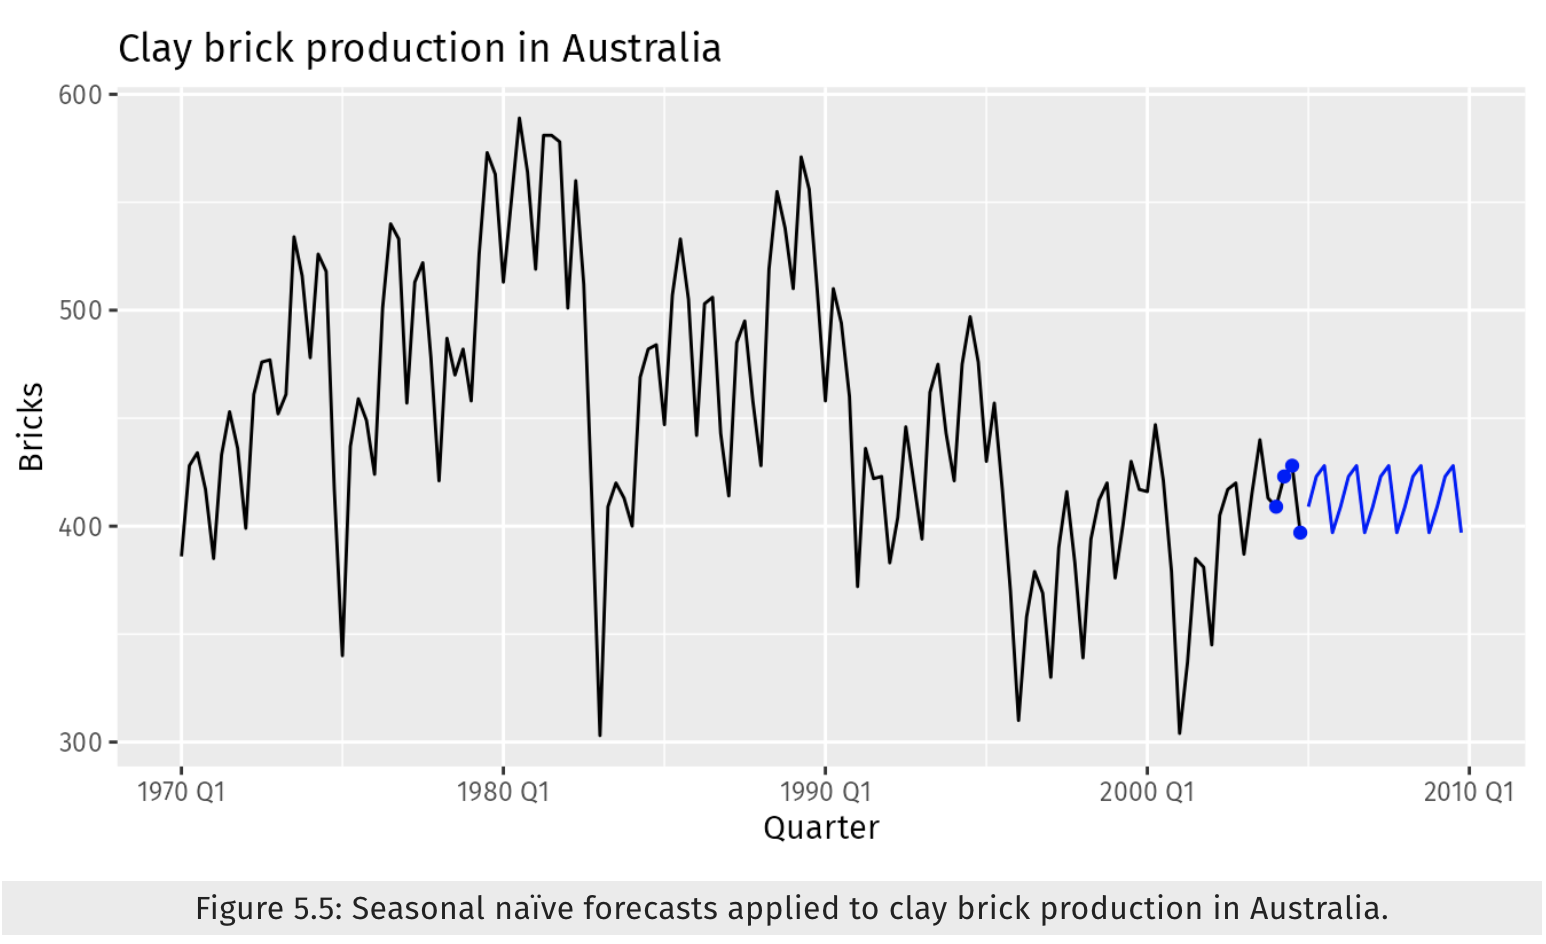 Clay brick production in Australia
600
500
400
300
Bricks
1970 Q1
1980 Q1
1990 Q1
2000 Q1
2010 Q1
Quarter
Figure 5.5: Seasonal naïve forecasts applied to clay brick production in Australia.